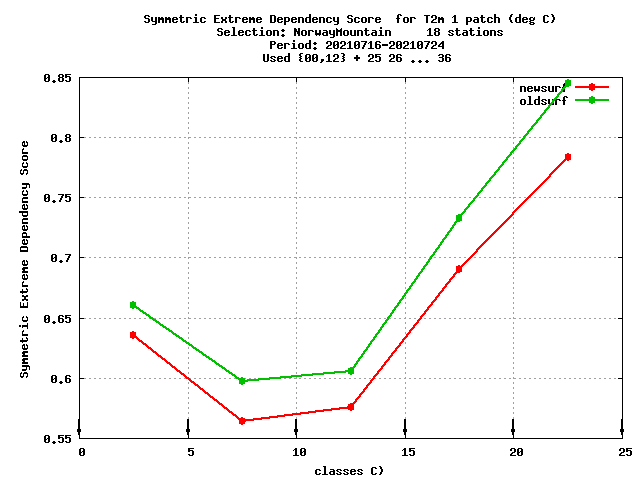 Symmetric Extreme Dependency Score  for T2m 1 patch (deg C)
Selection: NorwayMountain     18 stations
Period: 20210716-20210724
Used {00,12} + 25 26 ... 36
0.85
0.8
0.75
0.7
0.65
0.6
0.55
Symmetric Extreme Dependency Score
newsurf
oldsurf
0 5 10 15 20 25
classes C)